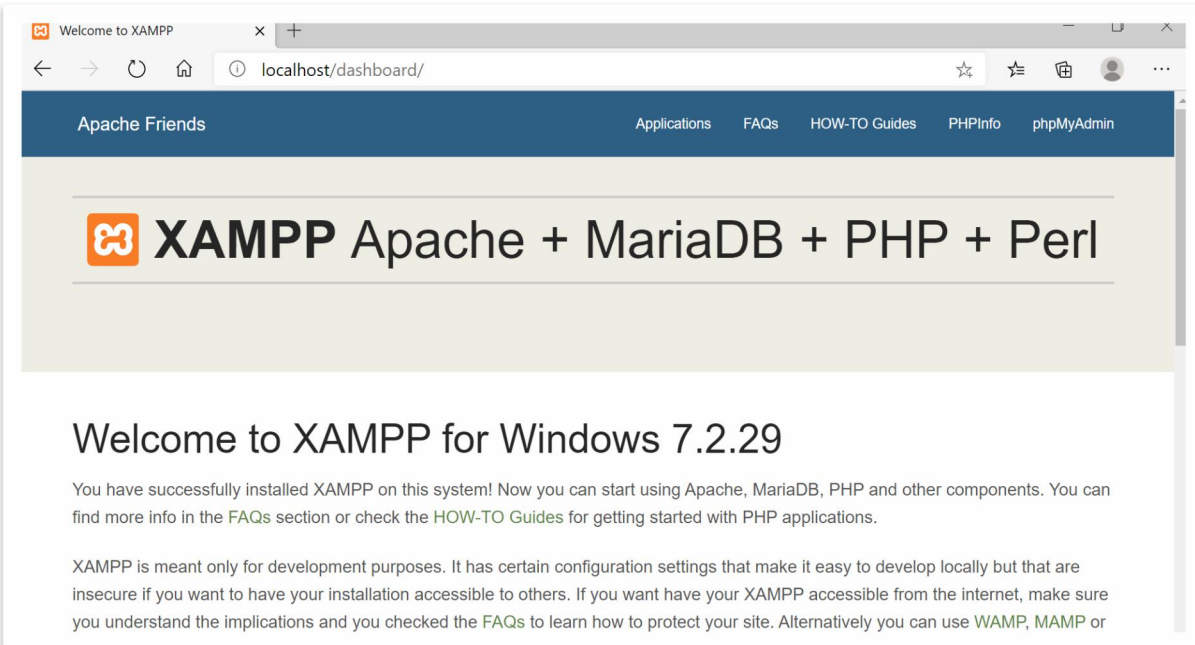 Welcome to XAMPP
localhost/dashboard/
Apache Friends
Applications
FAQs
HOW-TO Guides
PHPInfo
phpMyAdmin
XAMPP Apache + MariaDB + PHP + Perl
Welcome to XAMPP for Windows 7.2.29
You have successfully installed XAMPP on this system! Now you can start using Apache, MariaDB, PHP and other components. You can
find more info in the FAQs section or check the HOW-TO Guides for getting started with PHP applications.
XAMPP is meant only for development purposes. It has certain configuration settings that make it easy to develop locally but that are
insecure if you want to have your installation accessible to others. If you want have your XAMPP accessible from the internet, make sure
you understand the implications and you checked the FAQs to learn how to protect your site. Alternatively you can use WAMP, MAMP or